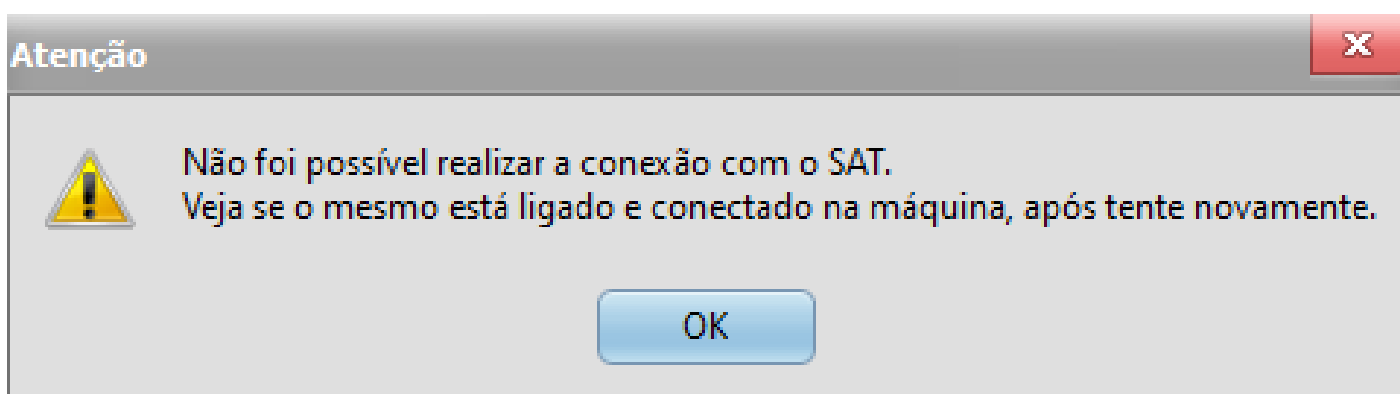 Atenção
Não foi possível realizar a conexão com o SAT.
Veja se o mesmo está ligado e conectado na máquina, após tente novamente.
OK